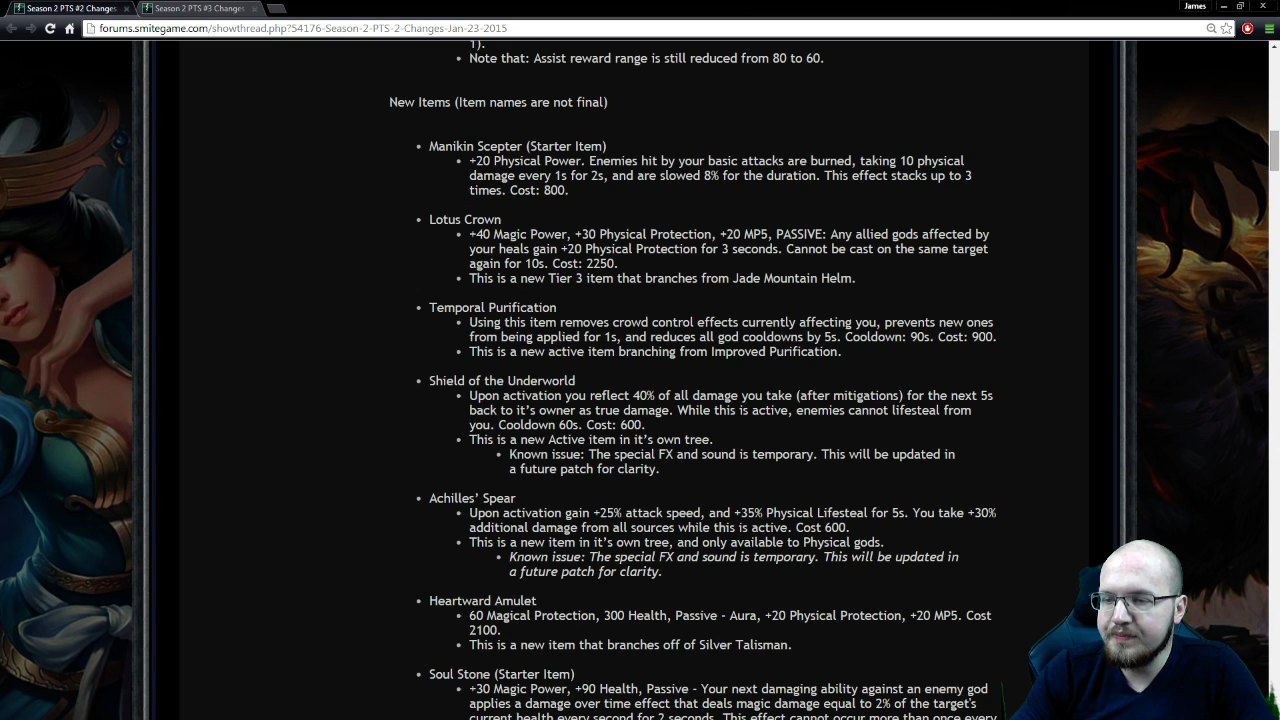 Season 2 PTS #2 Changes
Season 2 PTS #3 Changes
James
forums.smitegame.com/showthread.php?54176-Season-2-PTS-2-Changes-Jan-23-2015
1).
Note that: Assist reward range is still reduced from 80 to 60.
New Items (Item names are not final)
Manikin Scepter (Starter Item)
+20 Physical Power. Enemies hit by your basic attacks are burned, taking 10 physical
damage every 1s for 2s, and are slowed 8% for the duration. This effect stacks up to 3
times. Cost: 800.
Lotus Crown
+40 Magic Power, +30 Physical Protection, +20 MP5, PASSIVE: Any allied gods affected by
your heals gain +20 Physical Protection for 3 seconds. Cannot be cast on the same target
again for 10s. Cost: 2250.
This is a new Tier 3 item that branches from Jade Mountain Helm.
Temporal Purification
Using this item removes crowd control effects currently affecting you, prevents new ones
from being applied for 1s, and reduces all god cooldowns by 5s. Cooldown: 90s. Cost: 900.
This is a new active item branching from Improved Purification.
Shield of the Underworld
Upon activation you reflect 40% of all damage you take (after mitigations) for the next 5s
back to it's owner as true damage. While this is active, enemies cannot lifesteal from
you. Cooldown 60s. Cost: 600.
This is a new Active item in it's own tree.
Known issue: The special FX and sound is temporary. This will be updated in
a future patch for clarity.
Achilles' Spear
Upon activation gain +25% attack speed, and +35% Physical Lifesteal for 5s. You take +30%
additional damage from all sources while this is active. Cost 600.
This is a new item in it's own tree, and only available to Physical gods.
Known issue: The special FX and sound is temporary. This will be updated in
a future patch for clarity.
Heartward Amulet
60 Magical Protection, 300 Health, Passive - Aura, +20 Physical Protection, +20 MP5. Cost
2100.
This is a new item that branches off of Silver Talisman.
Soul Stone (Starter Item)
+30 Magic Power, +90 Health, Passive - Your next damaging ability against an enemy god
applies a damage over time effect that deals magic damage equal to 2% of the target's
current health every second for 2 seconds. This effect cannot occur more than once every